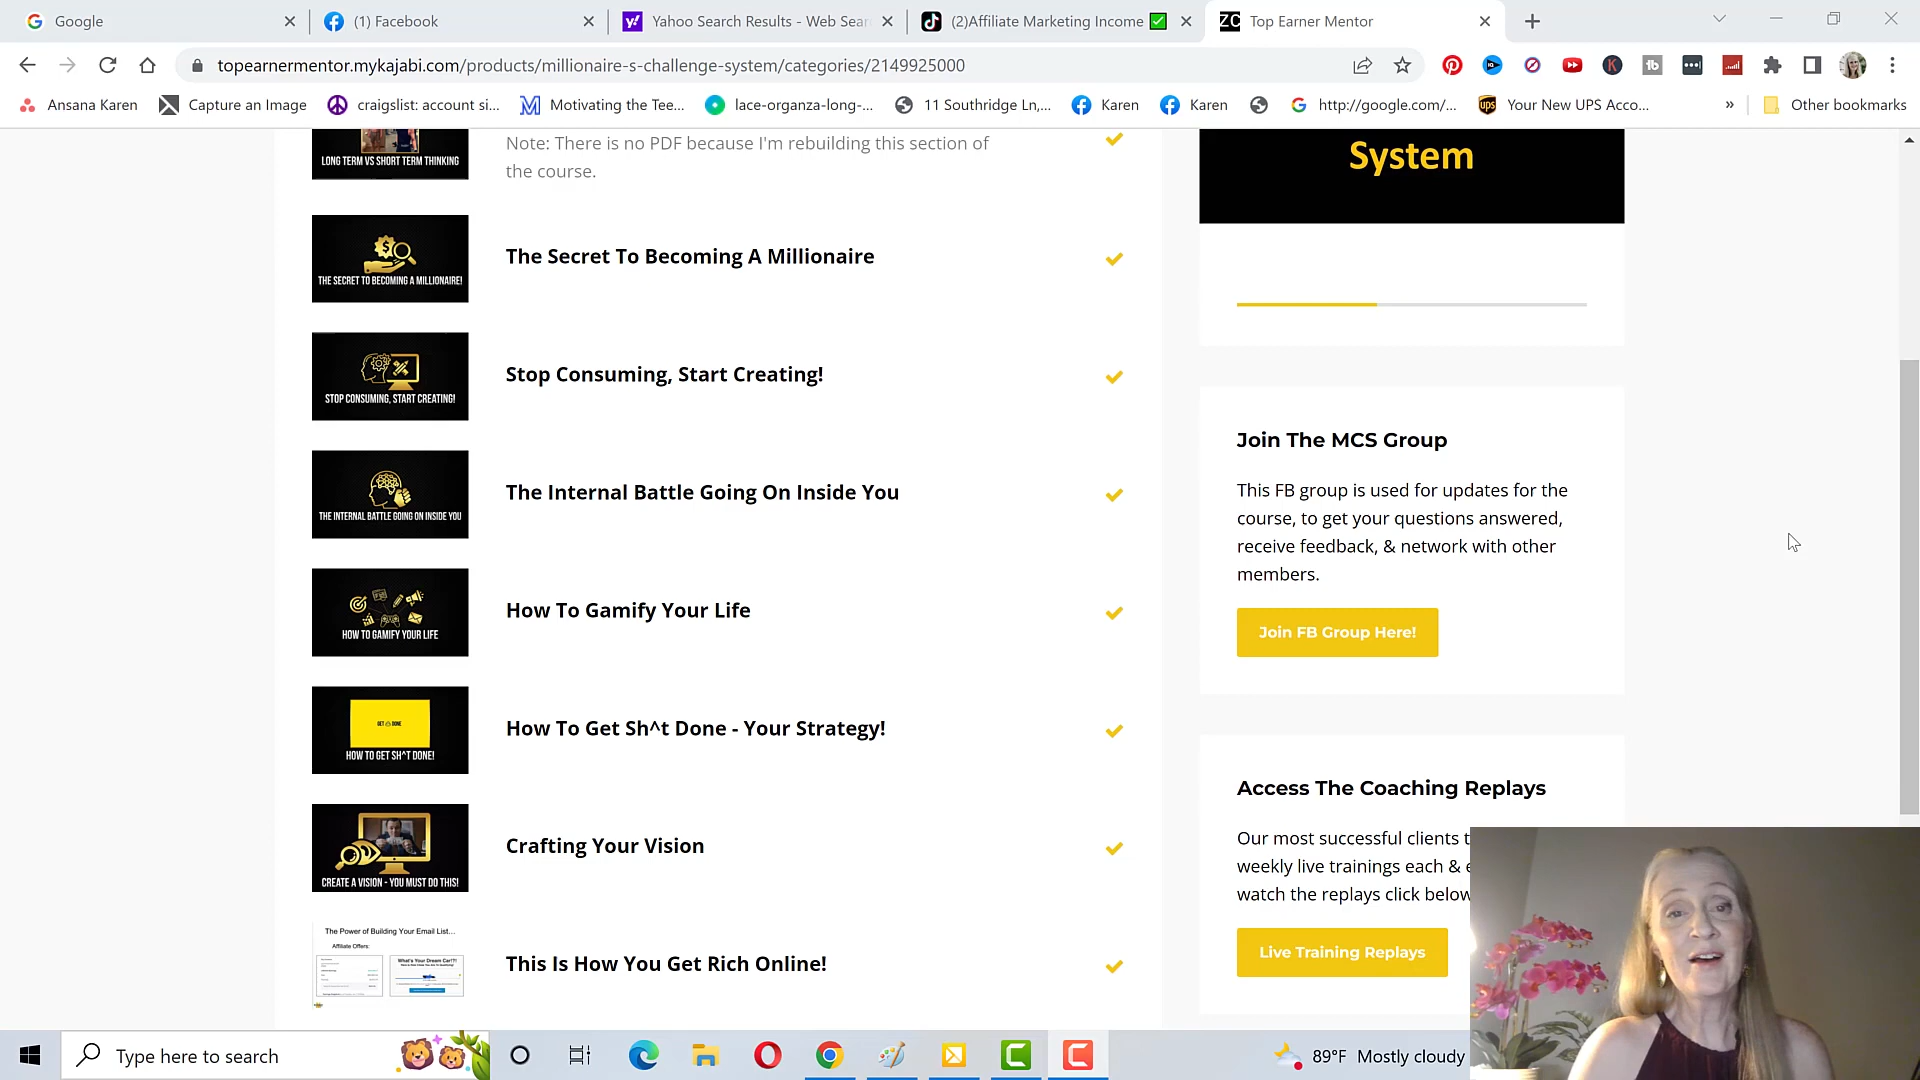 Google
(1) Facebook
Yahoo Search Results - Web Sear
(2)Affiliate Marketing Income
ZC Top Earner Mentor
topearnermentor.mykajabi.com/products/millionaire-s-challenge-system/categories/2149925000
Ansana Karen
Capture an Image
craigslist: account si...
Motivating the Tee...
lace-organza-long-...
11 Southridge Ln,...
Karen
Karen
http://google.com/...
Your New UPS Acco...
»
Other bookmarks
LONG TERM VS SHORT TERM THINKING
Note: There is no PDF because I'm rebuilding this section of
the course.
THE SECRET TO BECOMING A MILLIONAIRE!
The Secret To Becoming A Millionaire
STOP CONSUMING, START CREATING!
Stop Consuming, Start Creating!
THE INTERNAL BATTLE GOING ON INSIDE YOU
The Internal Battle Going On Inside You
HOW TO GAMIFY YOUR LIFE
How To Gamify Your Life
GET DONE
HOW TO GET SH^T DONE!
How To Get Sh^t Done - Your Strategy!
CREATE A VISION - YOU MUST DO THIS!
Crafting Your Vision
The Power of Building Your Email List...
Affiliate Offers:
What's Your Dream Car?!
This Is How You Get Rich Online!
System
Join The MCS Group
This FB group is used for updates for the
course, to get your questions answered,
receive feedback, & network with other
members.
Join FB Group Here!
Access The Coaching Replays
Our most successful clients t
weekly live trainings each & e
watch the replays click below
Live Training Replays
Type here to search
89°F Mostly cloudy